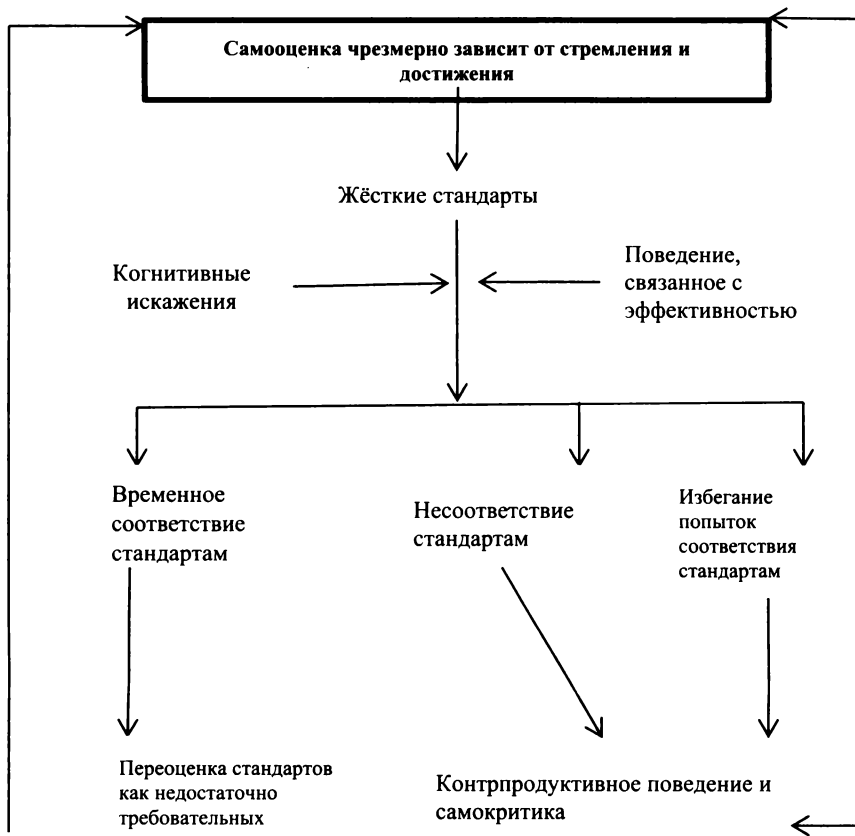 Самооценка чрезмерно зависит от стремления и
достижения
Жёсткие стандарты
Когнитивные
искажения
Поведение,
связанное с
эффективностью
Временное
соответствие
стандартам
Несоответствие
стандартам
Избегание
попыток
соответствия
стандартам
Переоценка стандартов
как недостаточно
требовательных
Контрпродуктивное поведение и
самокритика